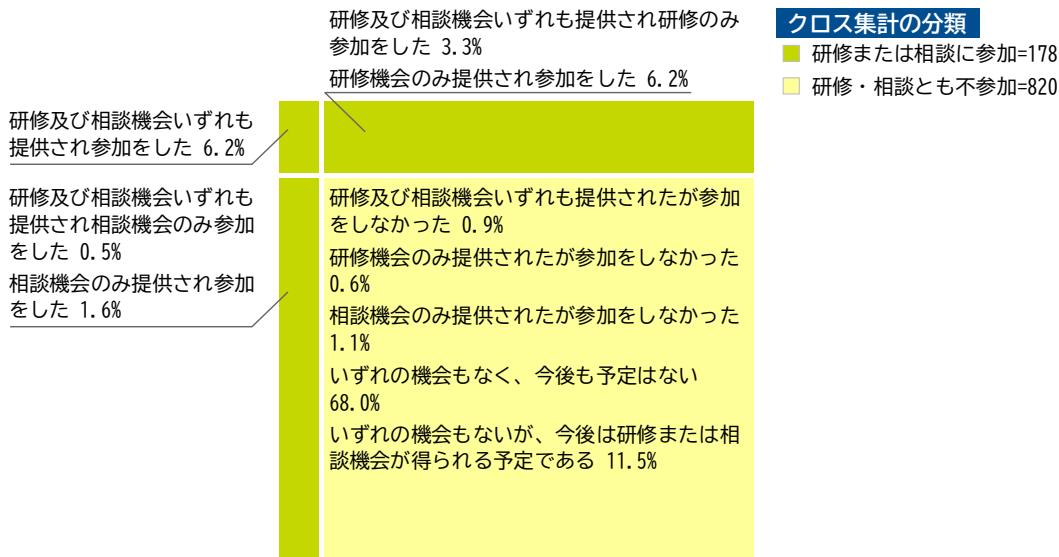 研修及び相談機会いずれも提供され研修のみ
参加をした 3.3%
研修機会のみ提供され参加をした 6.2%
クロス集計の分類
研修または相談に参加=178
研修・相談とも不参加=820
研修及び相談機会いずれも
提供され参加をした 6.2%
研修及び相談機会いずれも
提供され相談機会のみ参加
をした 0.5%
相談機会のみ提供され参加
をした 1.6%
研修及び相談機会いずれも提供されたが参加
をしなかった 0.9%
研修機会のみ提供されたが参加をしなかった
0.6%
相談機会のみ提供されたが参加をしなかった
1.1%
いずれの機会もなく、今後も予定はない
68.0%
いずれの機会もないが、今後は研修または相
談機会が得られる予定である 11.5%